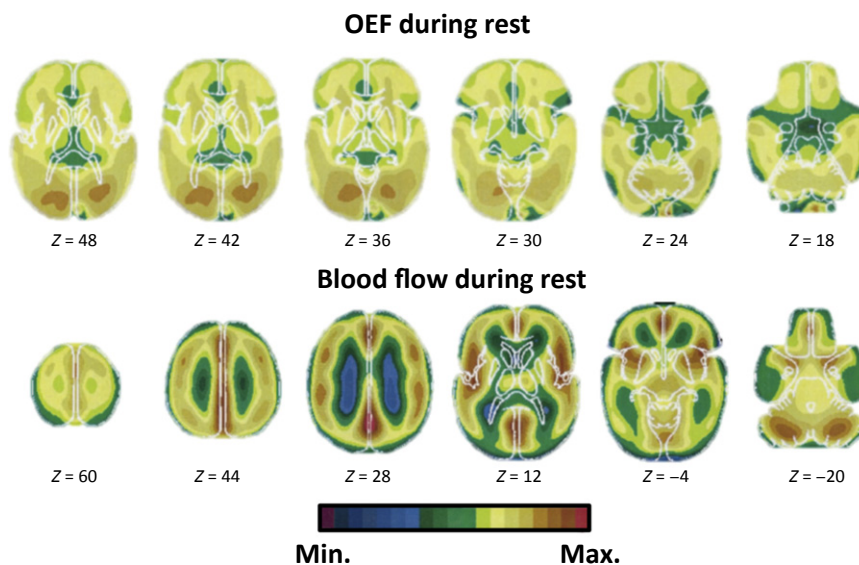 OEF during rest
Z = 48 Z = 42 Z = 36 Z = 30 Z = 24 Z = 18
Blood flow during rest
Z = 60 Z = 44 Z = 28 Z = 12 Z = −4 Z = −20
Min. Max.